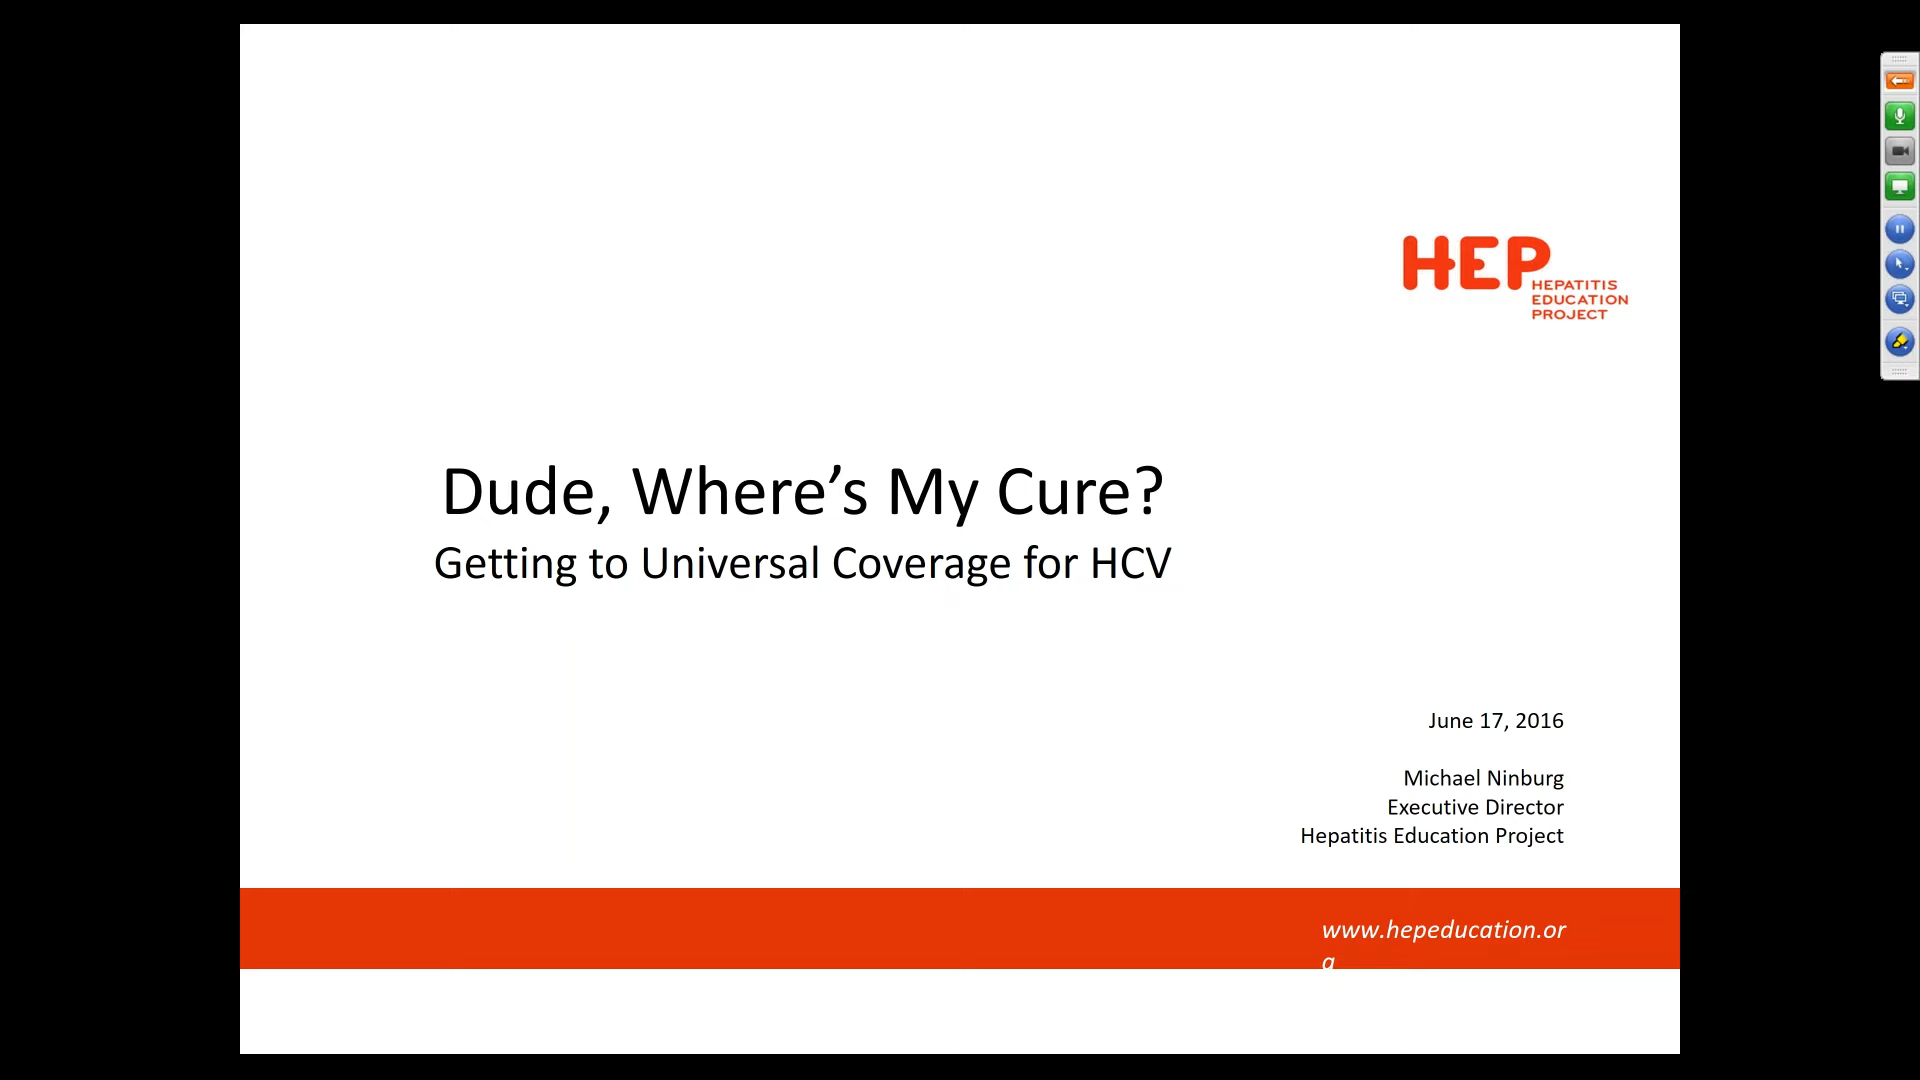 HEP
HEPATITIS
EDUCATION
PROJECT
Dude, Where’s My Cure?
Getting to Universal Coverage for HCV
June 17, 2016
Michael Ninburg
Executive Director
Hepatitis Education Project
www.hepeducation.or
g